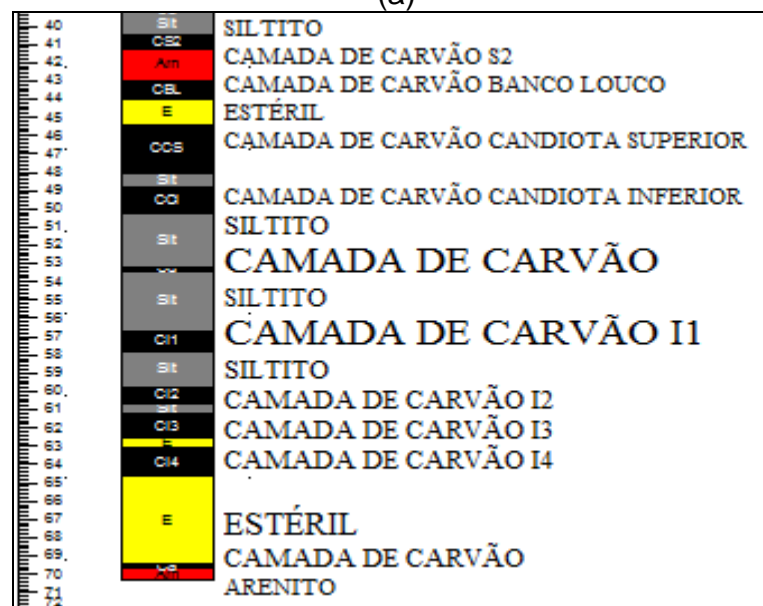 (a)
40 Slt SILTITO
41 CS2
42. Am CAMADA DE CARVÃO S2
43 CBL CAMADA DE CARVÃO BANCO LOUCO
44
45 E ESTÉRIL
46 CCS CAMADA DE CARVÃO CANDIOTA SUPERIOR
47
48 Slt
49 CCI CAMADA DE CARVÃO CANDIOTA INFERIOR
50
51. SILTITO
52 Slt
53 CAMADA DE CARVÃO
54
55 Slt SILTITO
56
57 CI1 CAMADA DE CARVÃO I1
58
59 Slt SILTITO
60. CI2 CAMADA DE CARVÃO I2
61 Slt
62 CI3 CAMADA DE CARVÃO I3
63 E
64 CI4 CAMADA DE CARVÃO I4
65
66
67 E ESTÉRIL
68
69. CAMADA DE CARVÃO
70 Am ARENITO
71
72